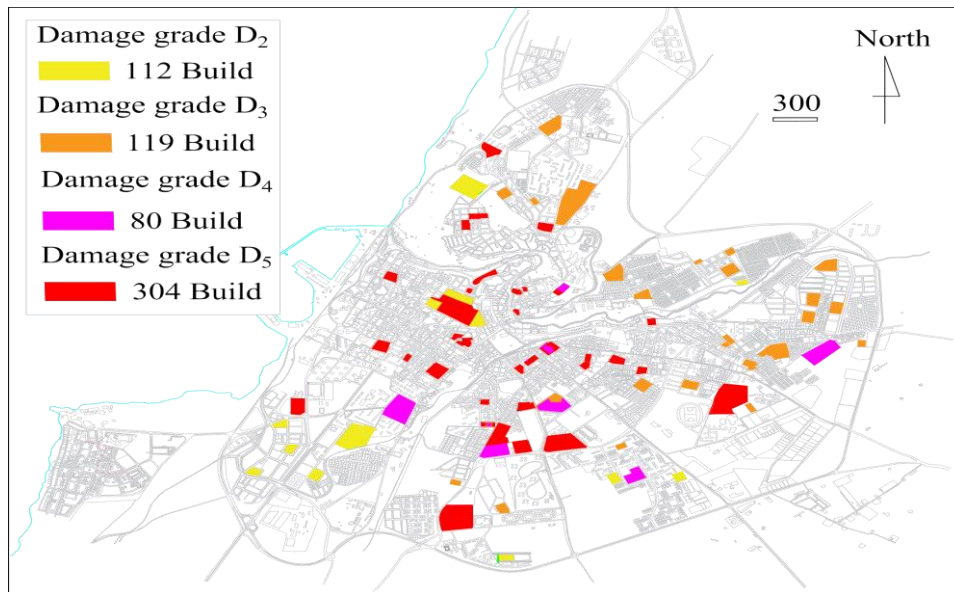 Damage grade D₂
112 Build
Damage grade D₃
119 Build
Damage grade D₄
80 Build
Damage grade D₅
304 Build
North
300